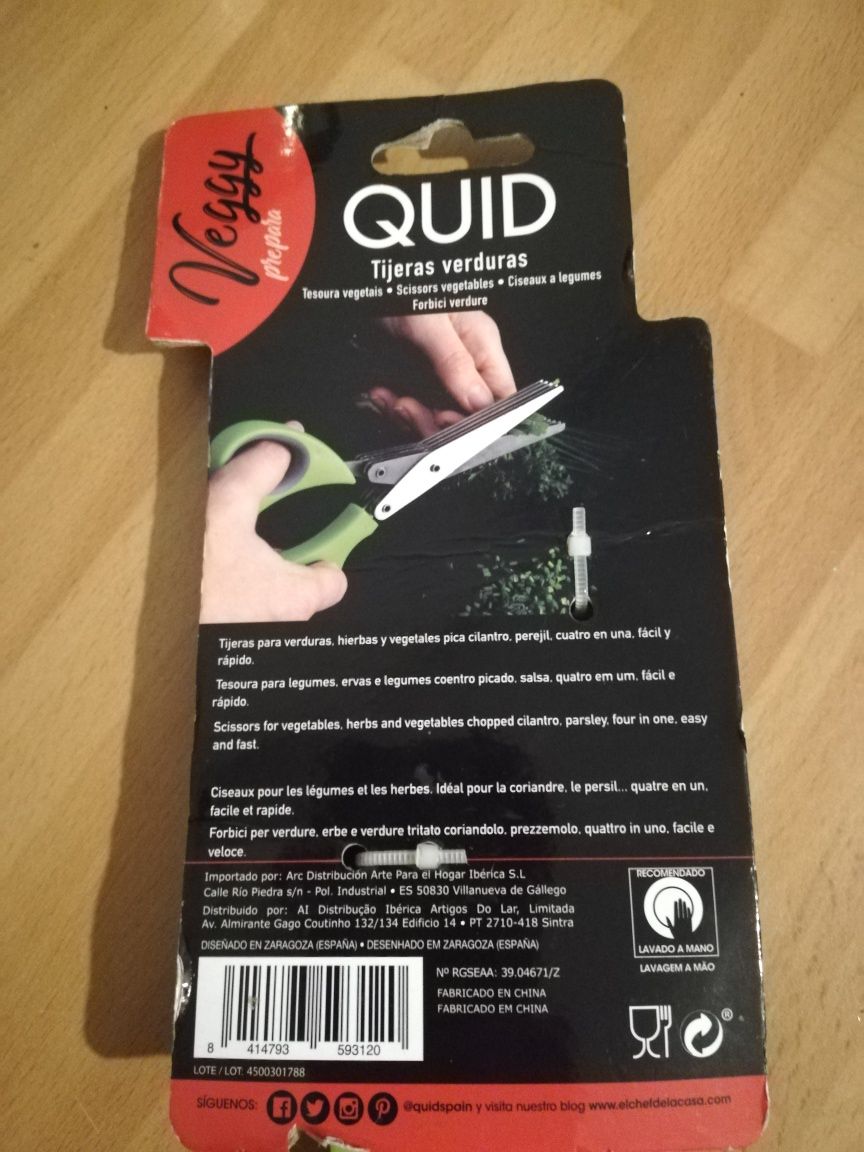 Veggy
prepara
QUID
Tijeras verduras
Tesoura vegetais • Scissors vegetables • Ciseaux a legumes
Forbici verdure
Tijeras para verduras, hierbas y vegetales pica cilantro, perejil, cuatro en una, fácil y
rápido.
Tesoura para legumes, ervas e legumes coentro picado, salsa, quatro em um, fácil e
rápido.
Scissors for vegetables, herbs and vegetables chopped cilantro, parsley, four in one, easy
and fast.
Ciseaux pour les légumes et les herbes. Idéal pour la coriandre, le persil... quatre en un,
facile et rapide.
Forbici per verdure, erbe e verdure tritato coriandolo, prezzemolo, quattro in uno, facile e
veloce.
Importado por: Arc Distribución Arte Para el Hogar Ibérica S.L
Calle Río Piedra s/n - Pol. Industrial • ES 50830 Villanueva de Gállego
Distribuido por: AI Distribução Ibérica Artigos Do Lar, Limitada
Av. Almirante Gago Coutinho 132/134 Edificio 14 • PT 2710-418 Sintra
DISEÑADO EN ZARAGOZA (ESPAÑA) • DESENHADO EM ZARAGOZA (ESPAÑA)
RECOMENDADO
LAVADO A MANO
LAVAGEM A MÃO
Nº RGSEAA: 39.04671/Z
FABRICADO EN CHINA
FABRICADO EM CHINA
8 414793 593120
®
LOTE / LOT: 4500301788
SÍGUENOS: @quidspain y visita nuestro blog www.elchefdelacasa.com